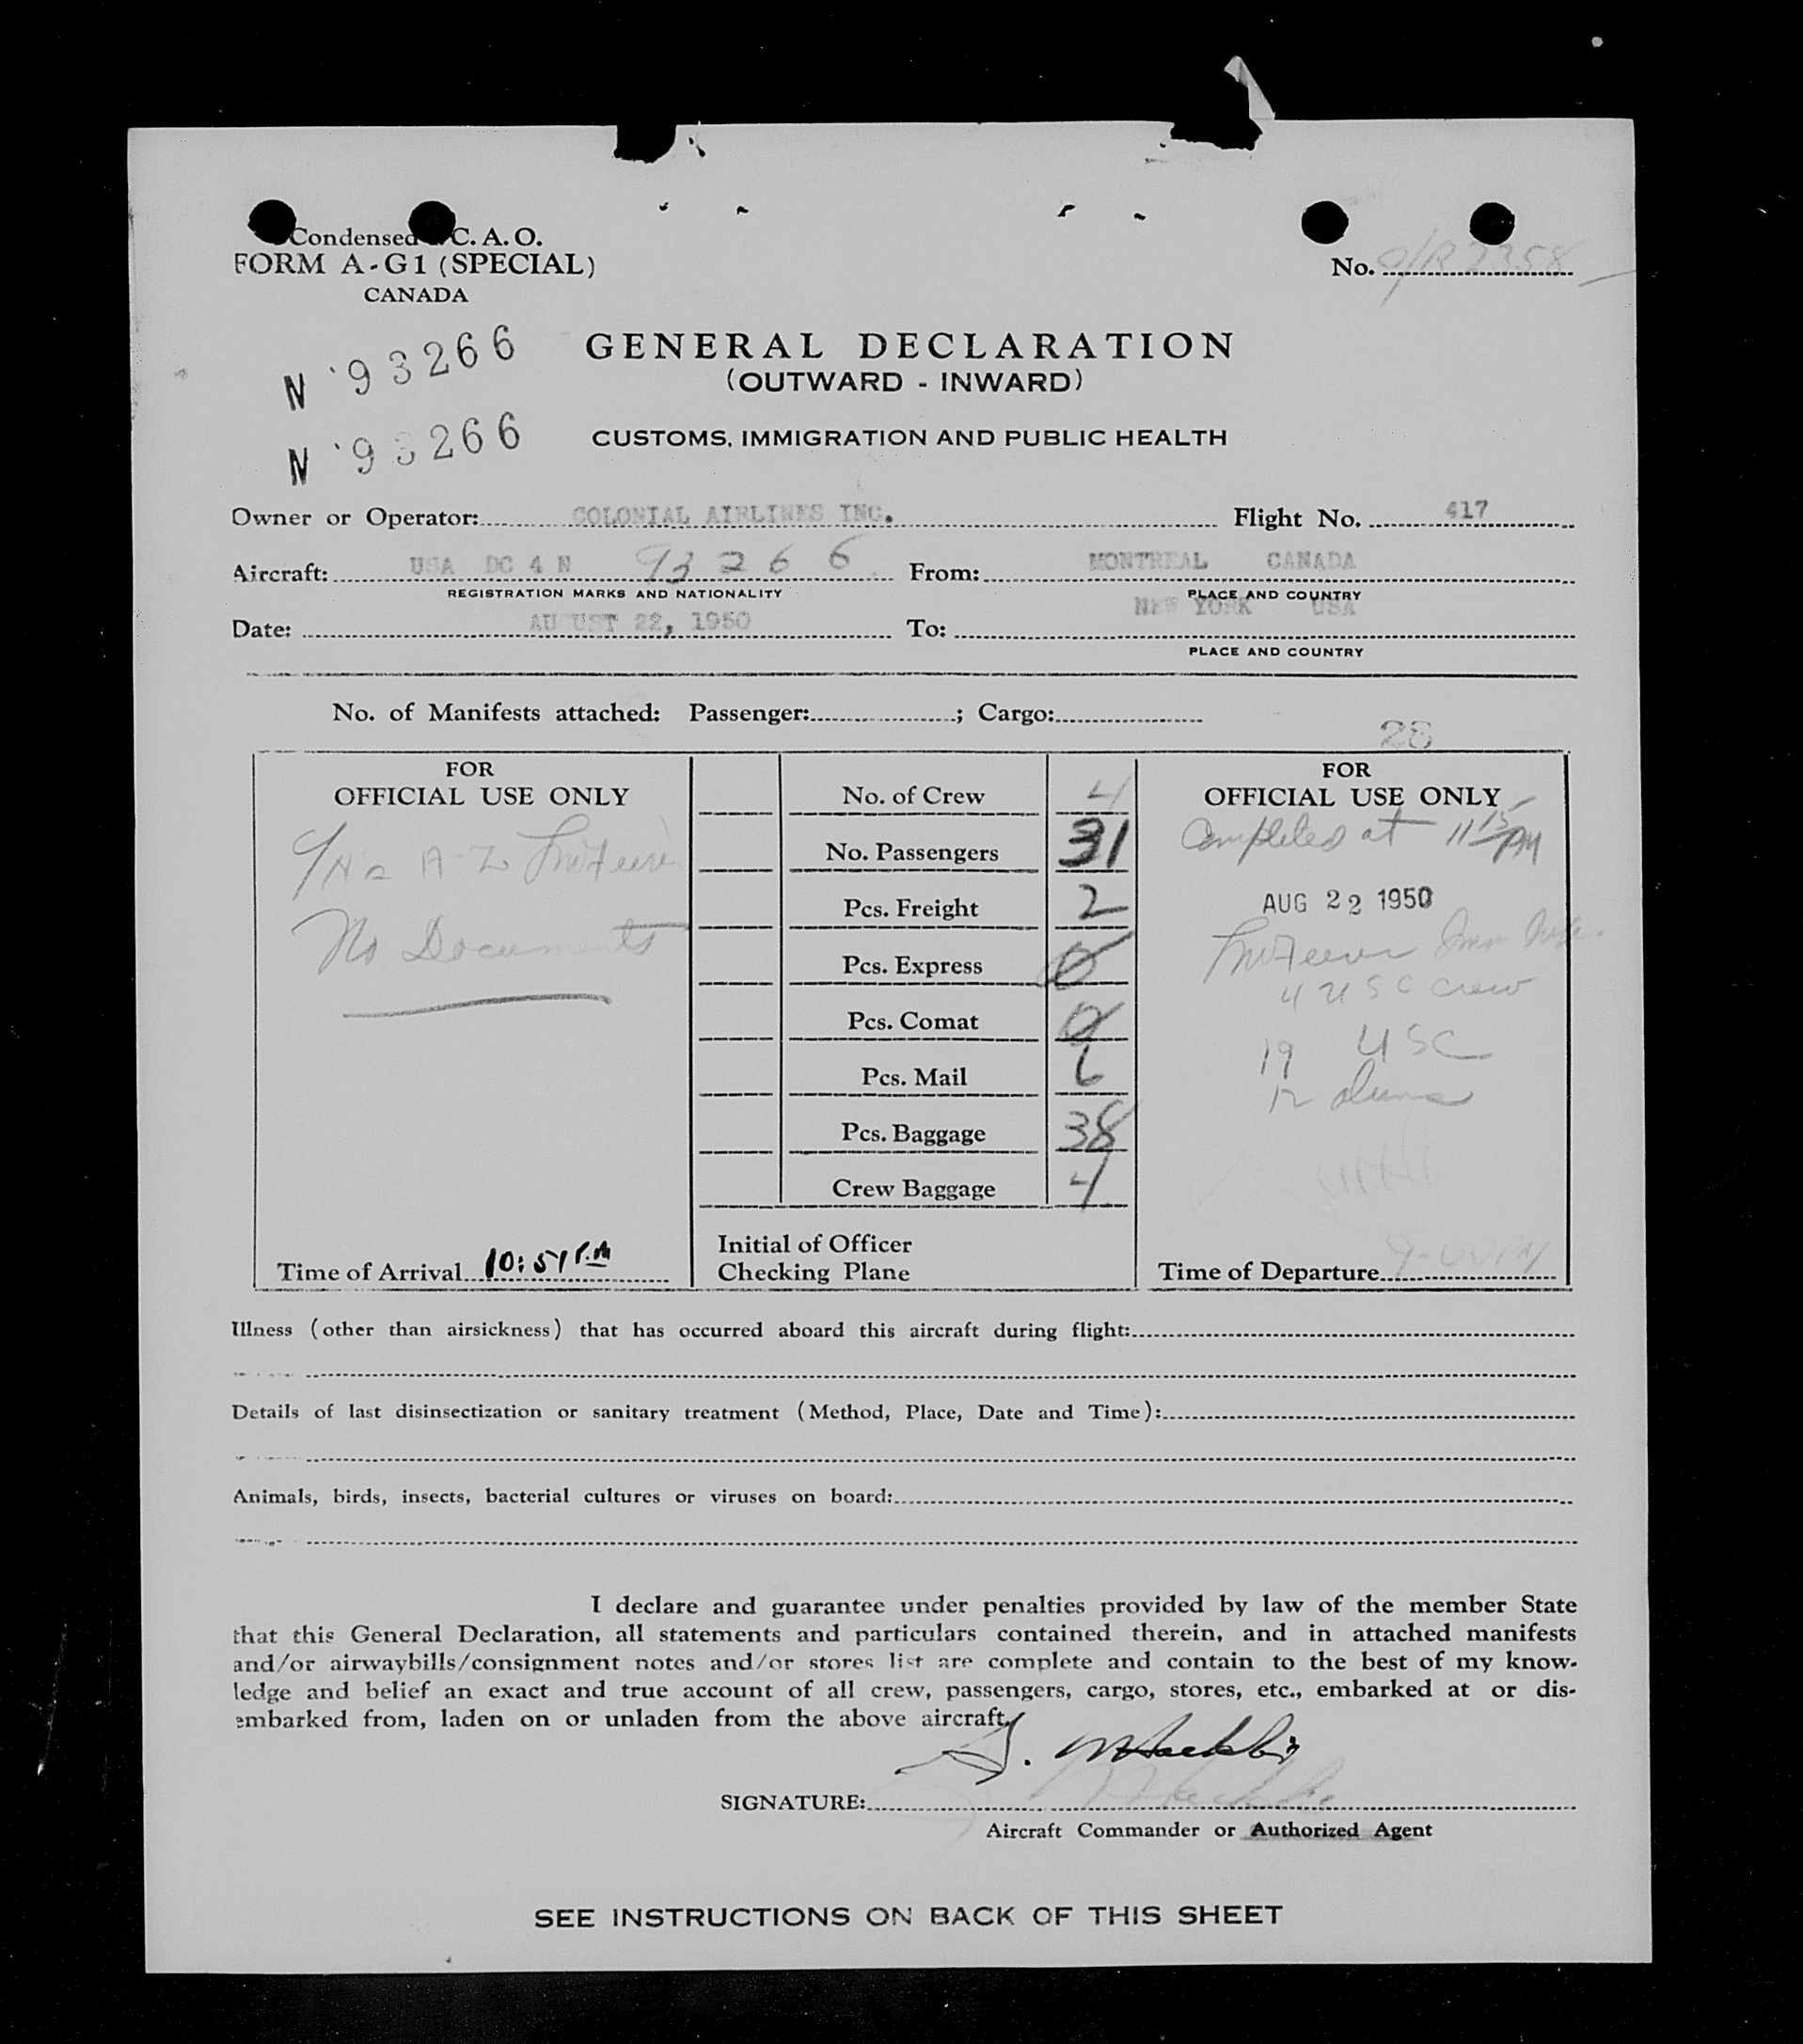 Condensed C. A. O.
FORM A-G1 (SPECIAL)
CANADA
No.
N 93266
N 93266
GENERAL DECLARATION
(OUTWARD - INWARD)
CUSTOMS, IMMIGRATION AND PUBLIC HEALTH
Owner or Operator: COLONIAL AIRLINES INC. Flight No. 417
Aircraft: USA DC 4 N 93266 From: MONTREAL CANADA
REGISTRATION MARKS AND NATIONALITY PLACE AND COUNTRY
NEW YORK USA
Date: AUGUST 22, 1950 To:
PLACE AND COUNTRY
No. of Manifests attached: Passenger: ; Cargo:
26
FOR
OFFICIAL USE ONLY
No Documents
Time of Arrival 10:51 P.M
No. of Crew 4
No. Passengers 31
Pcs. Freight 2
Pcs. Express 0
Pcs. Comat 0
Pcs. Mail 6
Pcs. Baggage 38
Crew Baggage 4
Initial of Officer
Checking Plane
FOR
OFFICIAL USE ONLY
Completed at 11 15 PM
AUG 22 1950
4 USC crew
19 USC
12 aliens
Time of Departure
Illness (other than airsickness) that has occurred aboard this aircraft during flight:
Details of last disinsectization or sanitary treatment (Method, Place, Date and Time):
Animals, birds, insects, bacterial cultures or viruses on board:
I declare and guarantee under penalties provided by law of the member State
that this General Declaration, all statements and particulars contained therein, and in attached manifests
and/or airwaybills/consignment notes and/or stores list are complete and contain to the best of my know-
ledge and belief an exact and true account of all crew, passengers, cargo, stores, etc., embarked at or dis-
embarked from, laden on or unladen from the above aircraft.
SIGNATURE:
Aircraft Commander or Authorized Agent
SEE INSTRUCTIONS ON BACK OF THIS SHEET